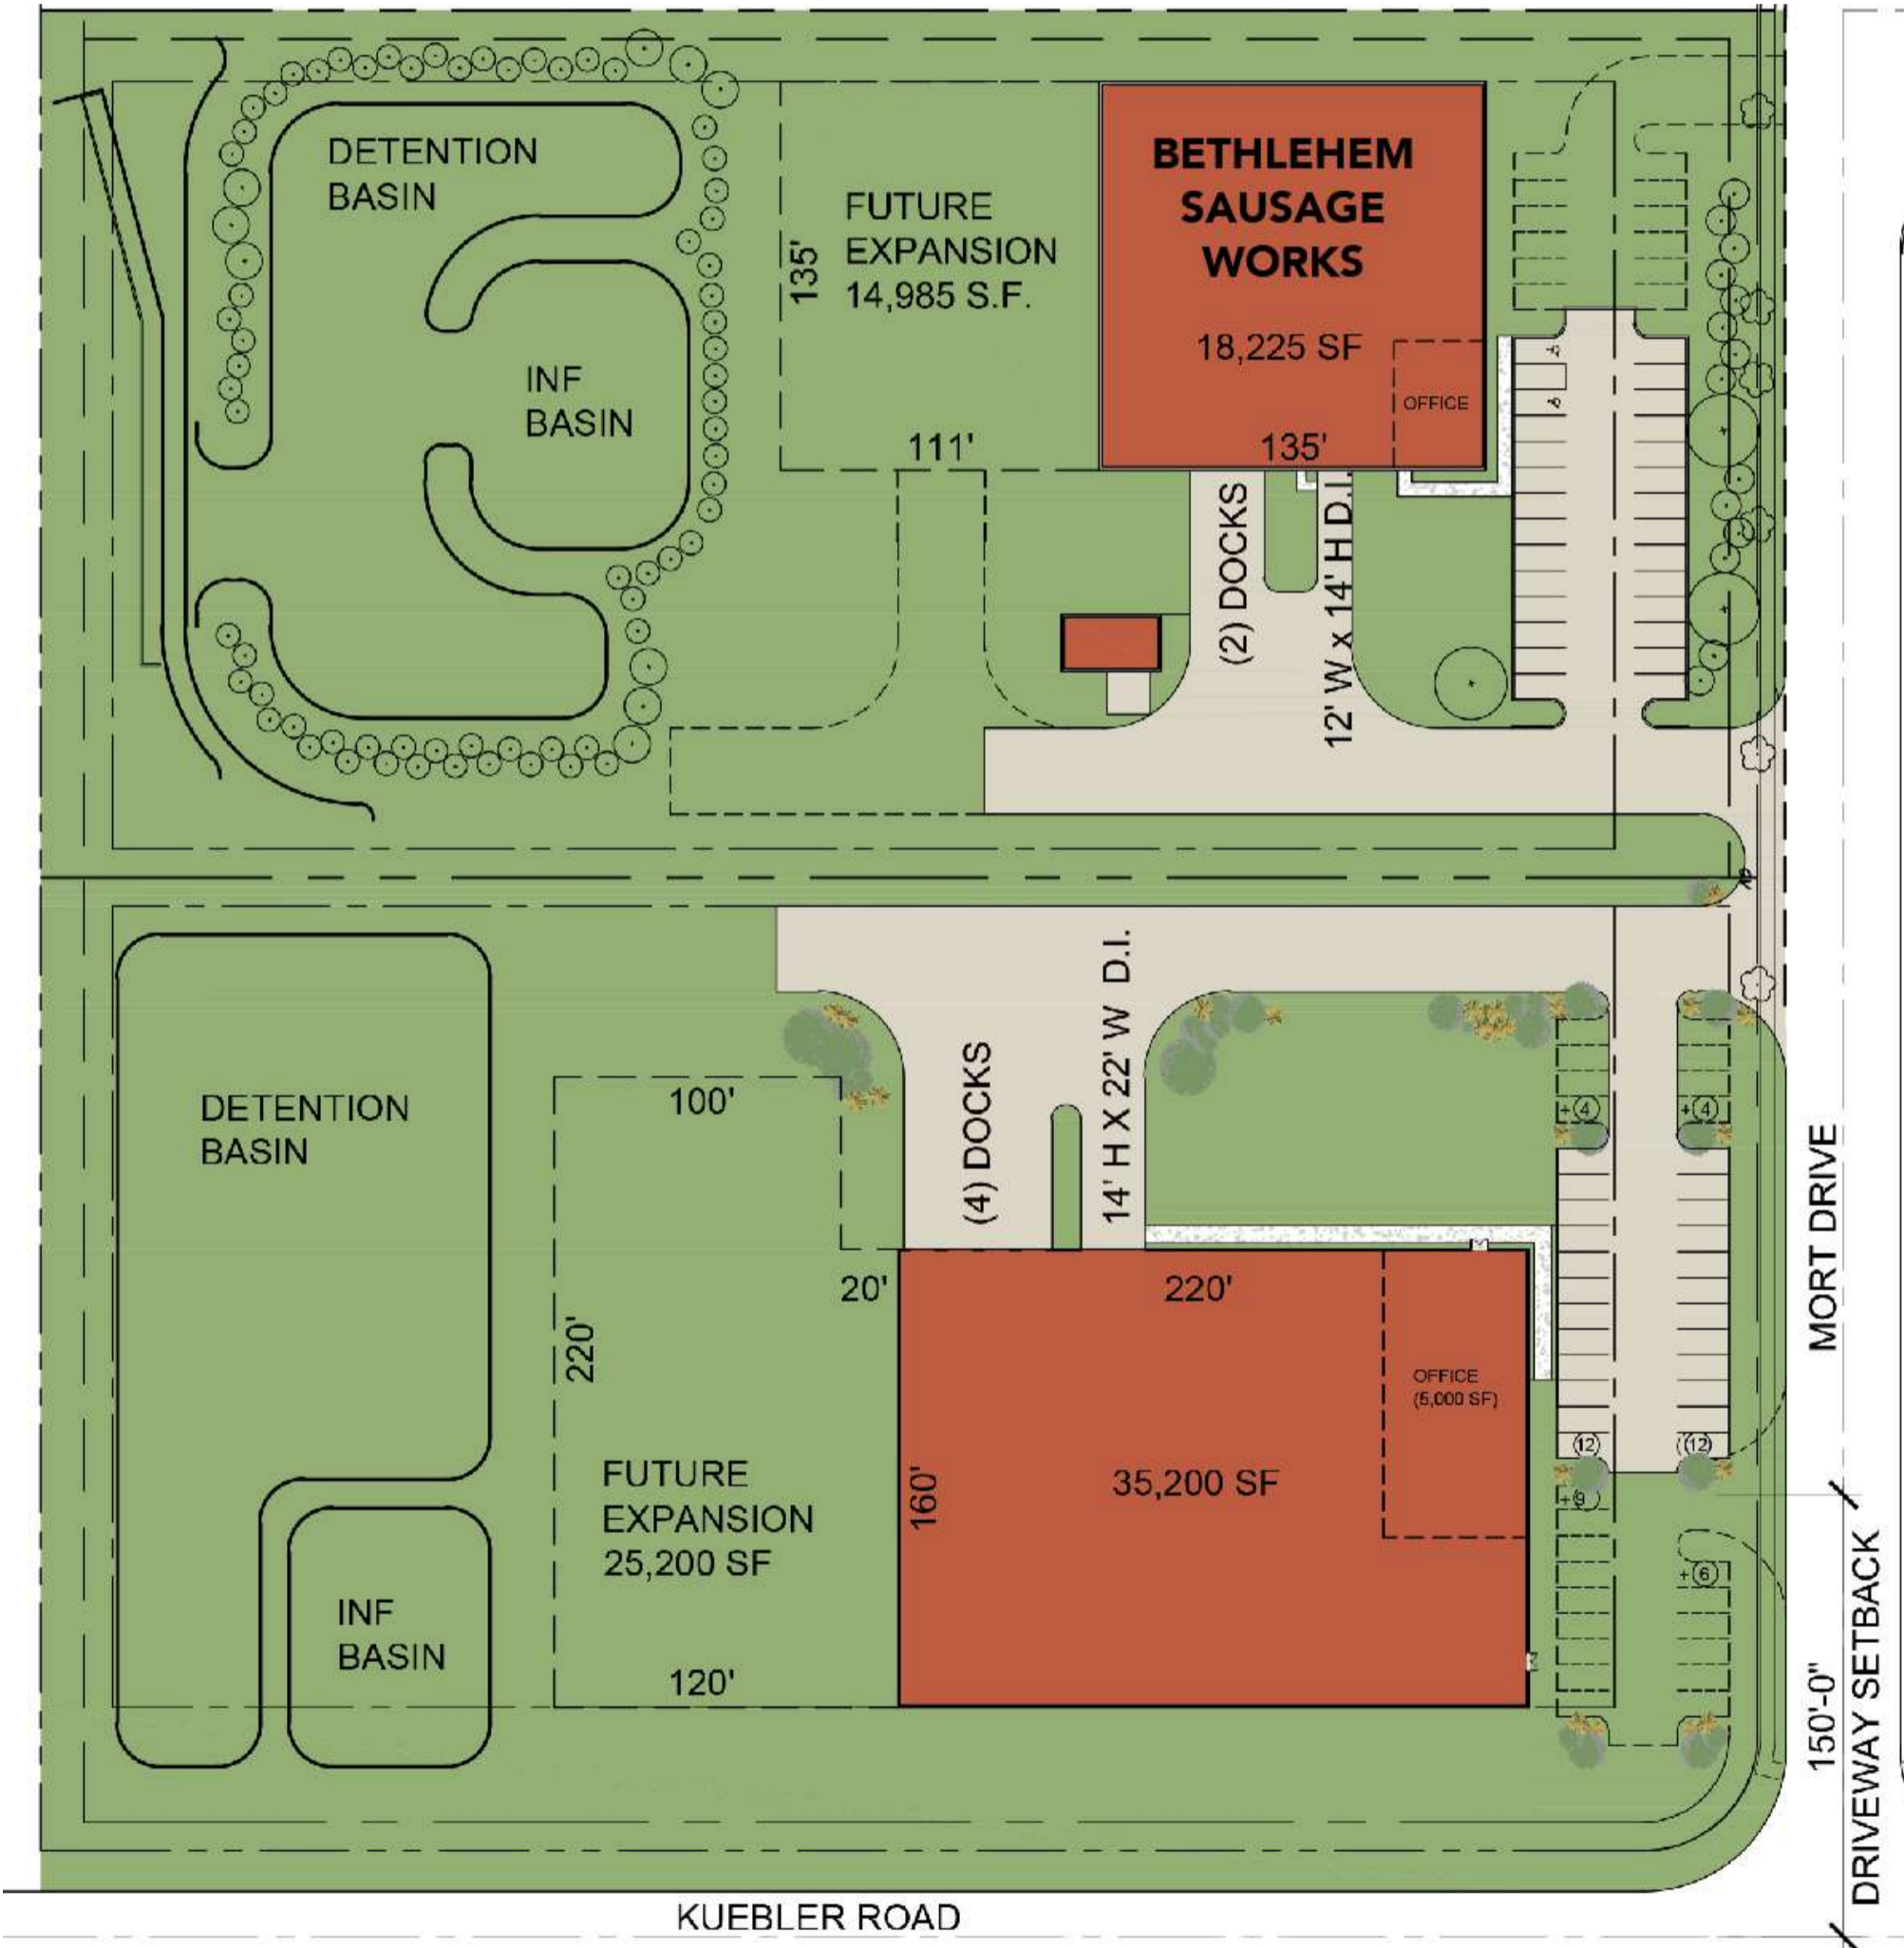 DETENTION
BASIN
INF
BASIN
FUTURE
EXPANSION
14,985 S.F.
135'
111'
BETHLEHEM
SAUSAGE
WORKS
18,225 SF
OFFICE
135'
(2) DOCKS
12' W x 14' H D.I.
DETENTION
BASIN
INF
BASIN
100'
20'
220'
FUTURE
EXPANSION
25,200 SF
120'
(4) DOCKS
14' H X 22' W D.I.
220'
160'
35,200 SF
OFFICE
(5,000 SF)
+4
+4
12
12
+9
+6
MORT DRIVE
150'-0"
DRIVEWAY SETBACK
KUEBLER ROAD